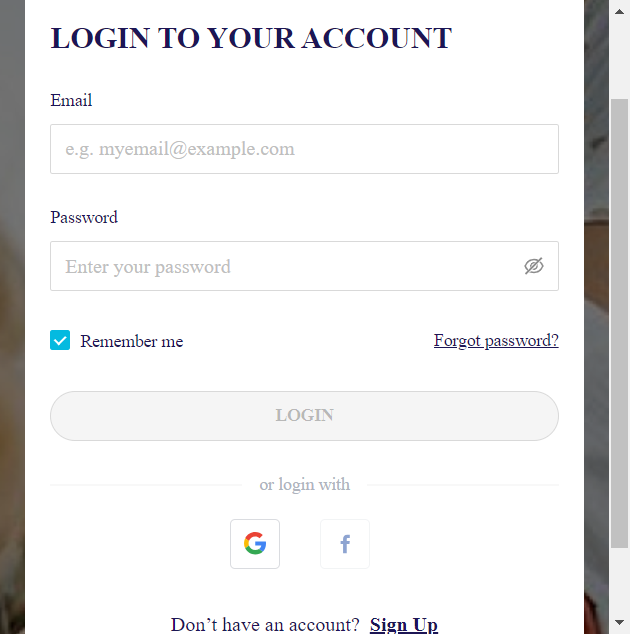 LOGIN TO YOUR ACCOUNT
Email
e.g. myemail@example.com
Password
Enter your password
Remember me
Forgot password?
LOGIN
or login with
Don’t have an account? Sign Up